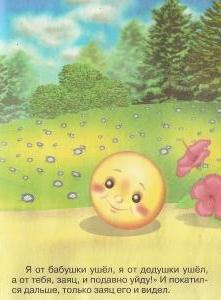 Я от бабушки ушёл, я от дедушки ушёл,
а от тебя, заяц, и подавно уйду!» И покатил-
ся дальше, только заяц его и видел.